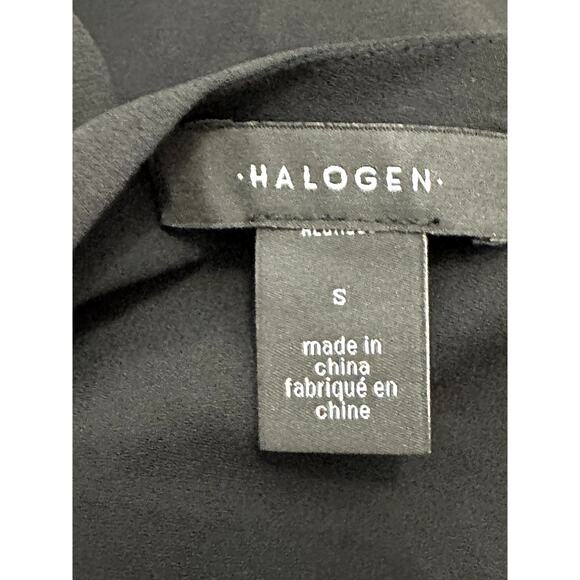 ·HALOGEN·
S
made in
china
fabriqué en
chine